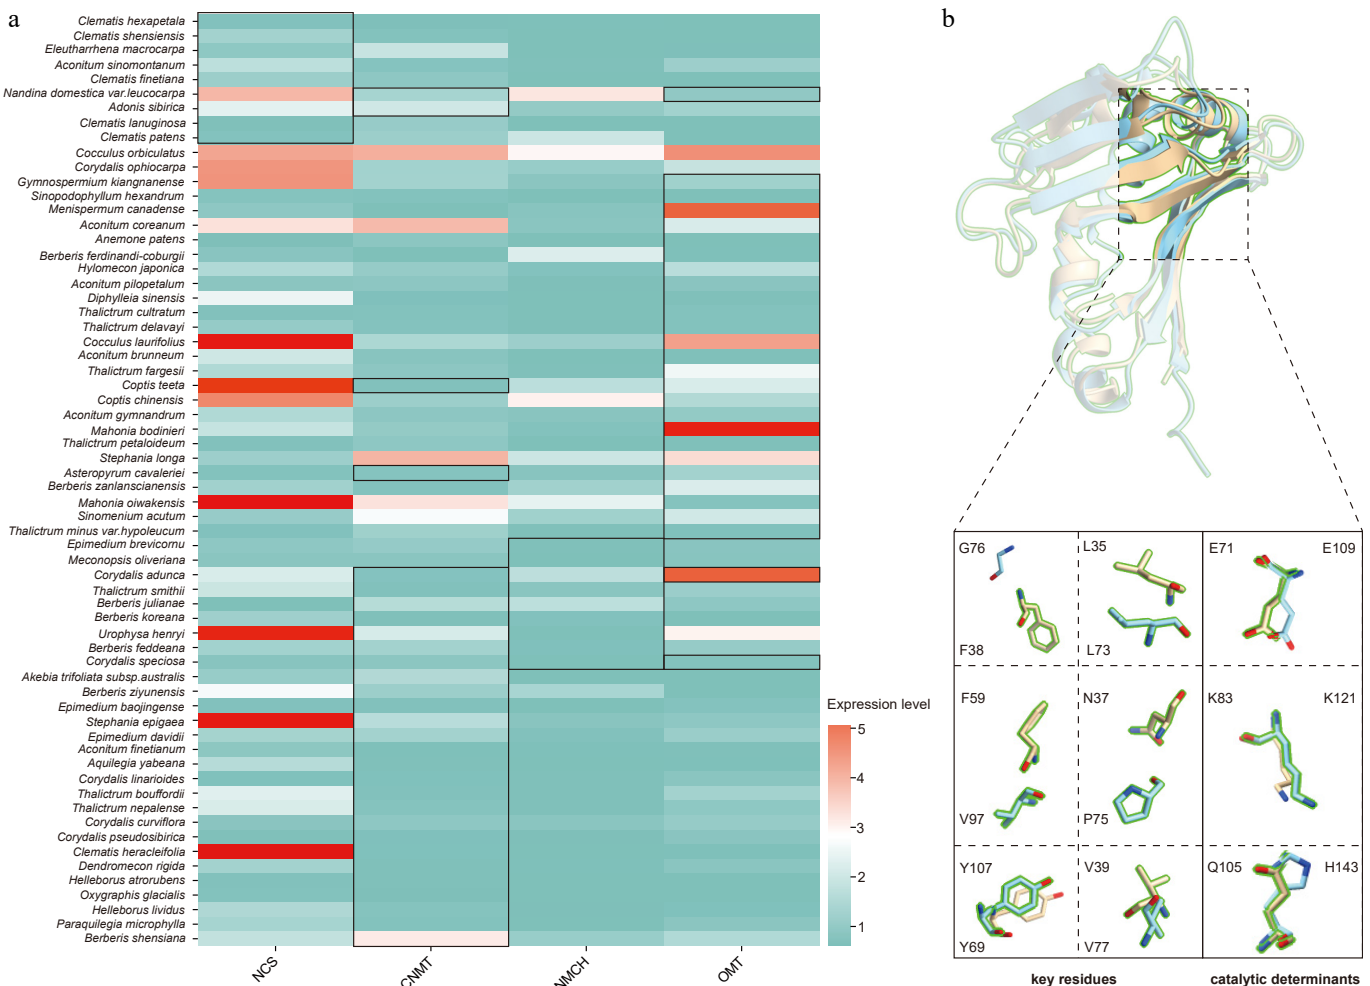 a
Clematis hexapetala
Clematis shensiensis
Eleutharrhena macrocarpa
Aconitum sinomontanum
Clematis finetiana
Nandina domestica var.leucocarpa
Adonis sibirica
Clematis lanuginosa
Clematis patens
Cocculus orbiculatus
Corydalis ophiocarpa
Gymnospermium kiangnanense
Sinopodophyllum hexandrum
Menispermum canadense
Aconitum coreanum
Anemone patens
Berberis ferdinandi-coburgii
Hylomecon japonica
Aconitum pilopetalum
Diphylleia sinensis
Thalictrum cultratum
Thalictrum delavayi
Cocculus laurifolius
Aconitum brunneum
Thalictrum fargesii
Coptis teeta
Coptis chinensis
Aconitum gymnandrum
Mahonia bodinieri
Thalictrum petaloideum
Stephania longa
Asteropyrum cavaleriei
Berberis zanlanscianensis
Mahonia oiwakensis
Sinomenium acutum
Thalictrum minus var.hypoleucum
Epimedium brevicornu
Meconopsis oliveriana
Corydalis adunca
Thalictrum smithii
Berberis julianae
Berberis koreana
Urophysa henryi
Berberis feddeana
Corydalis speciosa
Akebia trifoliata subsp.australis
Berberis ziyunensis
Epimedium baojingense
Stephania epigaea
Epimedium davidii
Aconitum finetianum
Aquilegia yabeana
Corydalis linarioides
Thalictrum bouffordii
Thalictrum nepalense
Corydalis curviflora
Corydalis pseudosibirica
Clematis heracleifolia
Dendromecon rigida
Helleborus atrorubens
Oxygraphis glacialis
Helleborus lividus
Paraquilegia microphylla
Berberis shensiana
NCS
CNMT
NMCH
OMT
Expression level
5
4
3
2
1
b
G76
L35
E71
E109
F38
L73
F59
N37
K83
K121
V97
P75
Y107
V39
Q105
H143
Y69
V77
key residues
catalytic determinants